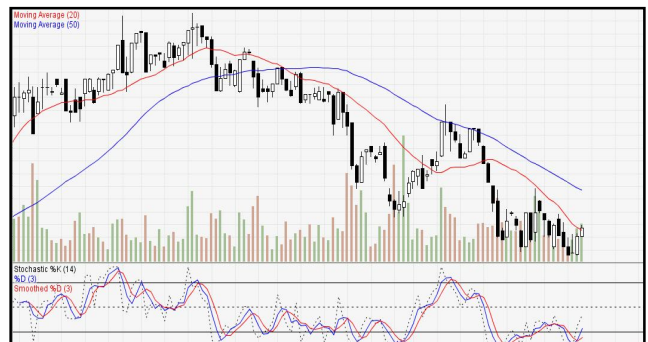 Moving Average (20)
Moving Average (50)
Stochastic %K (14)
%D (3)
Smoothed %D (3)